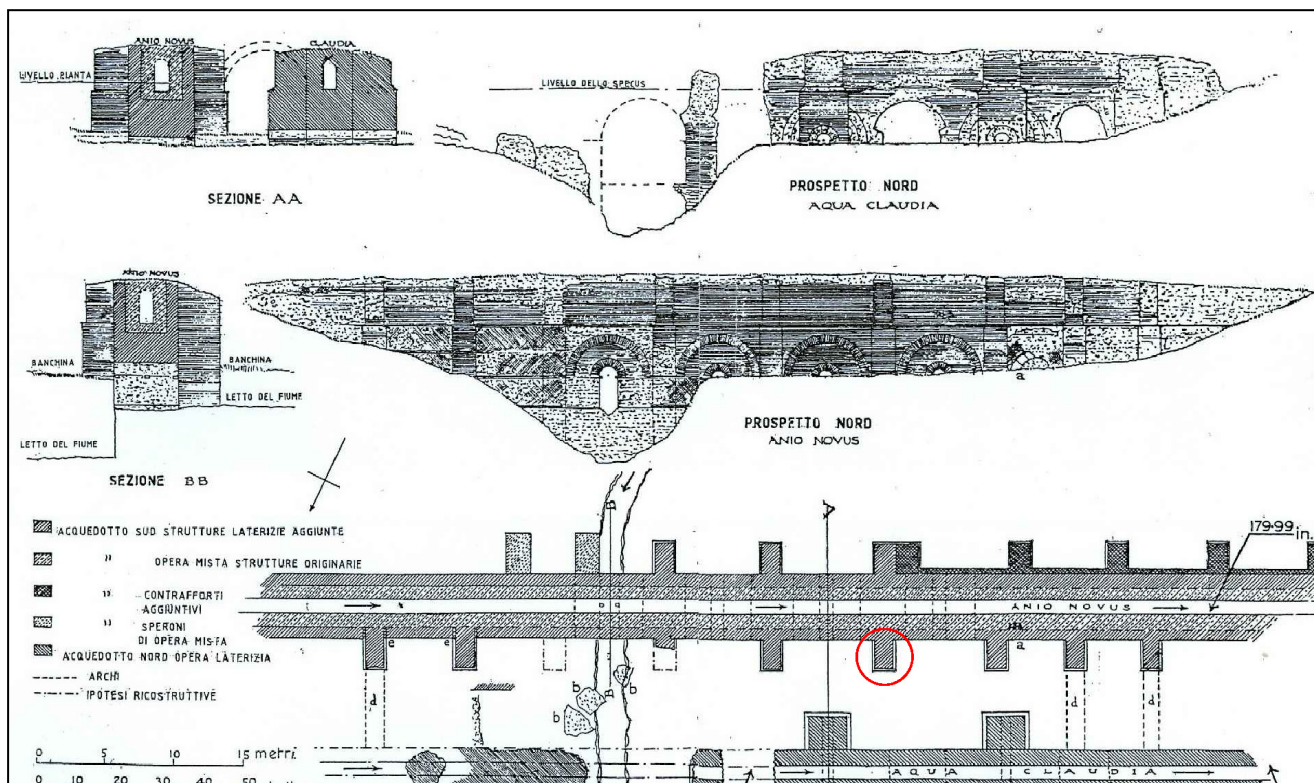 ANIO NOVUS
CLAUDIA
LIVELLO PIANTA
SEZIONE AA
LIVELLO DELLO SPECUS
PROSPETTO NORD
AQUA CLAUDIA
ANIO NOVUS
BANCHINA
BANCHINA
LETTO DEL FIUME
LETTO DEL FIUME
SEZIONE BB
a
PROSPETTO NORD
ANIO NOVUS
ACQUEDOTTO SUD STRUTTURE LATERIZIE AGGIUNTE
" OPERA MISTA STRUTTURE ORIGINARIE
" CONTRAFFORTI
AGGIUNTIVI
" SPERONI
DI OPERA MISTA
ACQUEDOTTO NORD OPERA LATERIZIA
ARCHI
IPOTESI RICOSTRUTTIVE
B
A
179.99
in.
ANIO NOVUS
e
e
a
b
b
b
B
d
d
d
0 5 10 15 metri
0 10 20 30 40 50
AQUA CLAUDIA